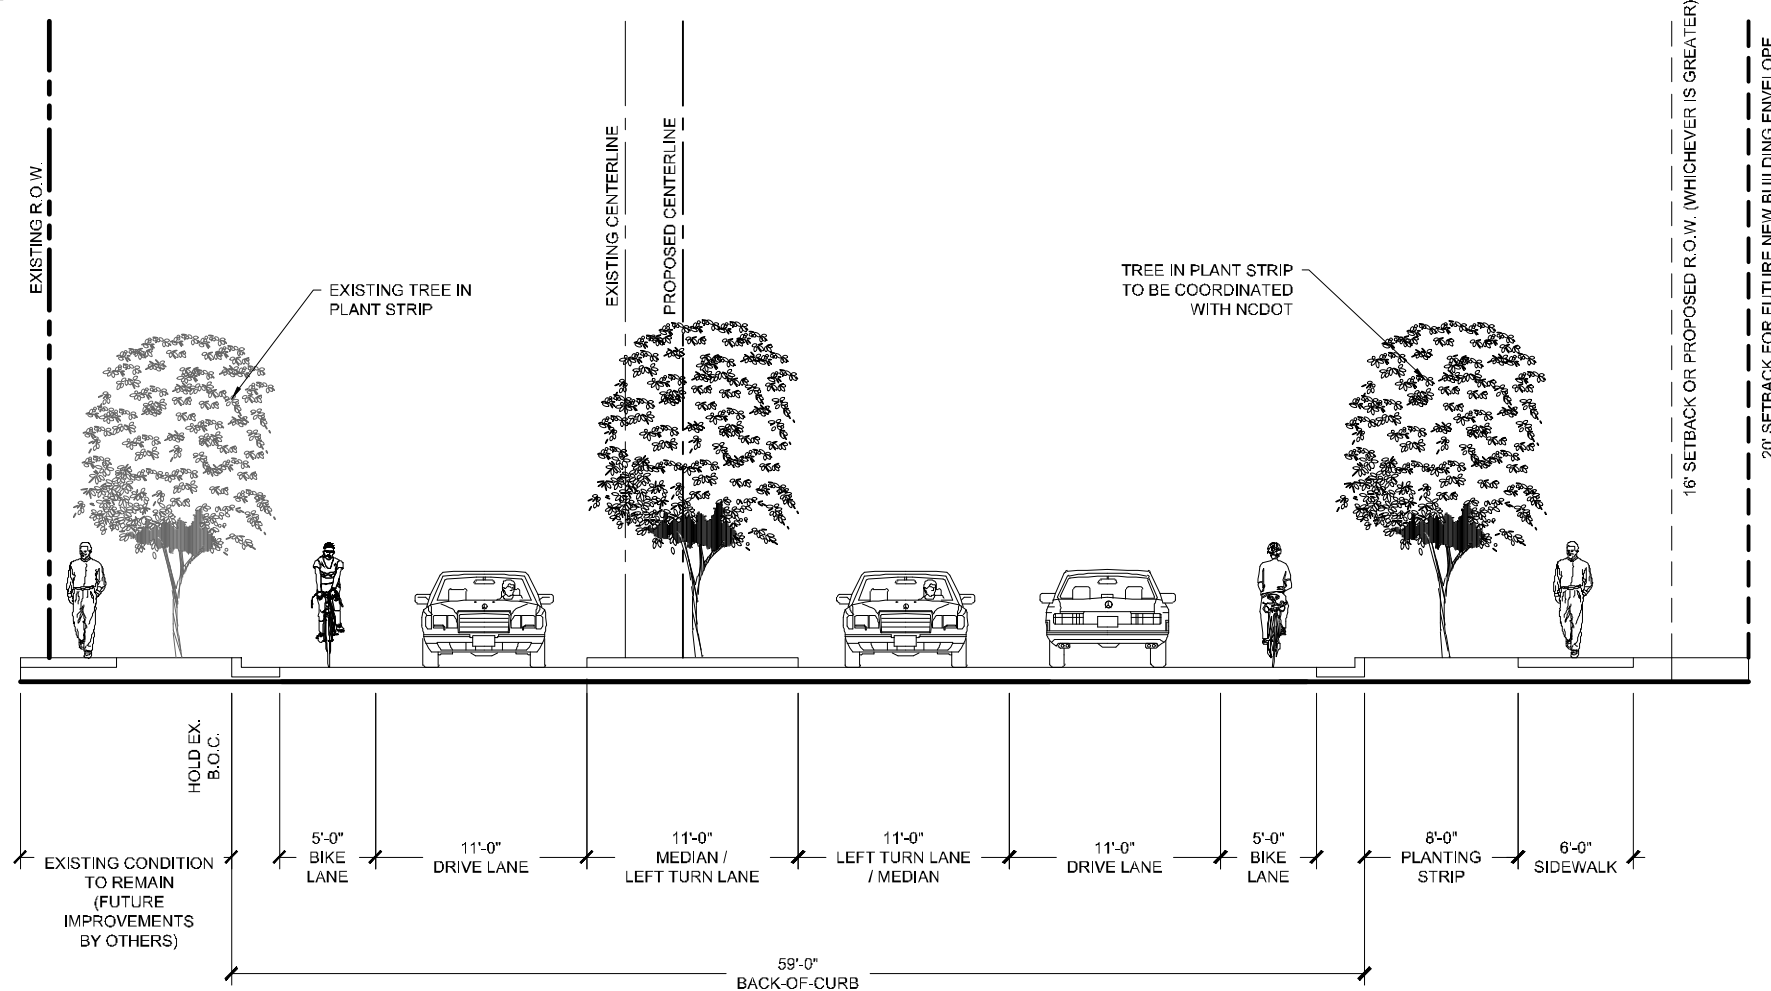 EXISTING R.O.W.
EXISTING TREE IN
PLANT STRIP
EXISTING CENTERLINE
PROPOSED CENTERLINE
TREE IN PLANT STRIP
TO BE COORDINATED
WITH NCDOT
16' SETBACK OR PROPOSED R.O.W. (WHICHEVER IS GREATER)
20' SETBACK FOR FUTURE NEW BUILDING ENVELOPE
HOLD EX.
B.O.C.
EXISTING CONDITION
TO REMAIN
(FUTURE
IMPROVEMENTS
BY OTHERS)
5'-0"
BIKE
LANE
11'-0"
DRIVE LANE
11'-0"
MEDIAN /
LEFT TURN LANE
11'-0"
LEFT TURN LANE
/ MEDIAN
11'-0"
DRIVE LANE
5'-0"
BIKE
LANE
8'-0"
PLANTING
STRIP
6'-0"
SIDEWALK
59'-0"
BACK-OF-CURB